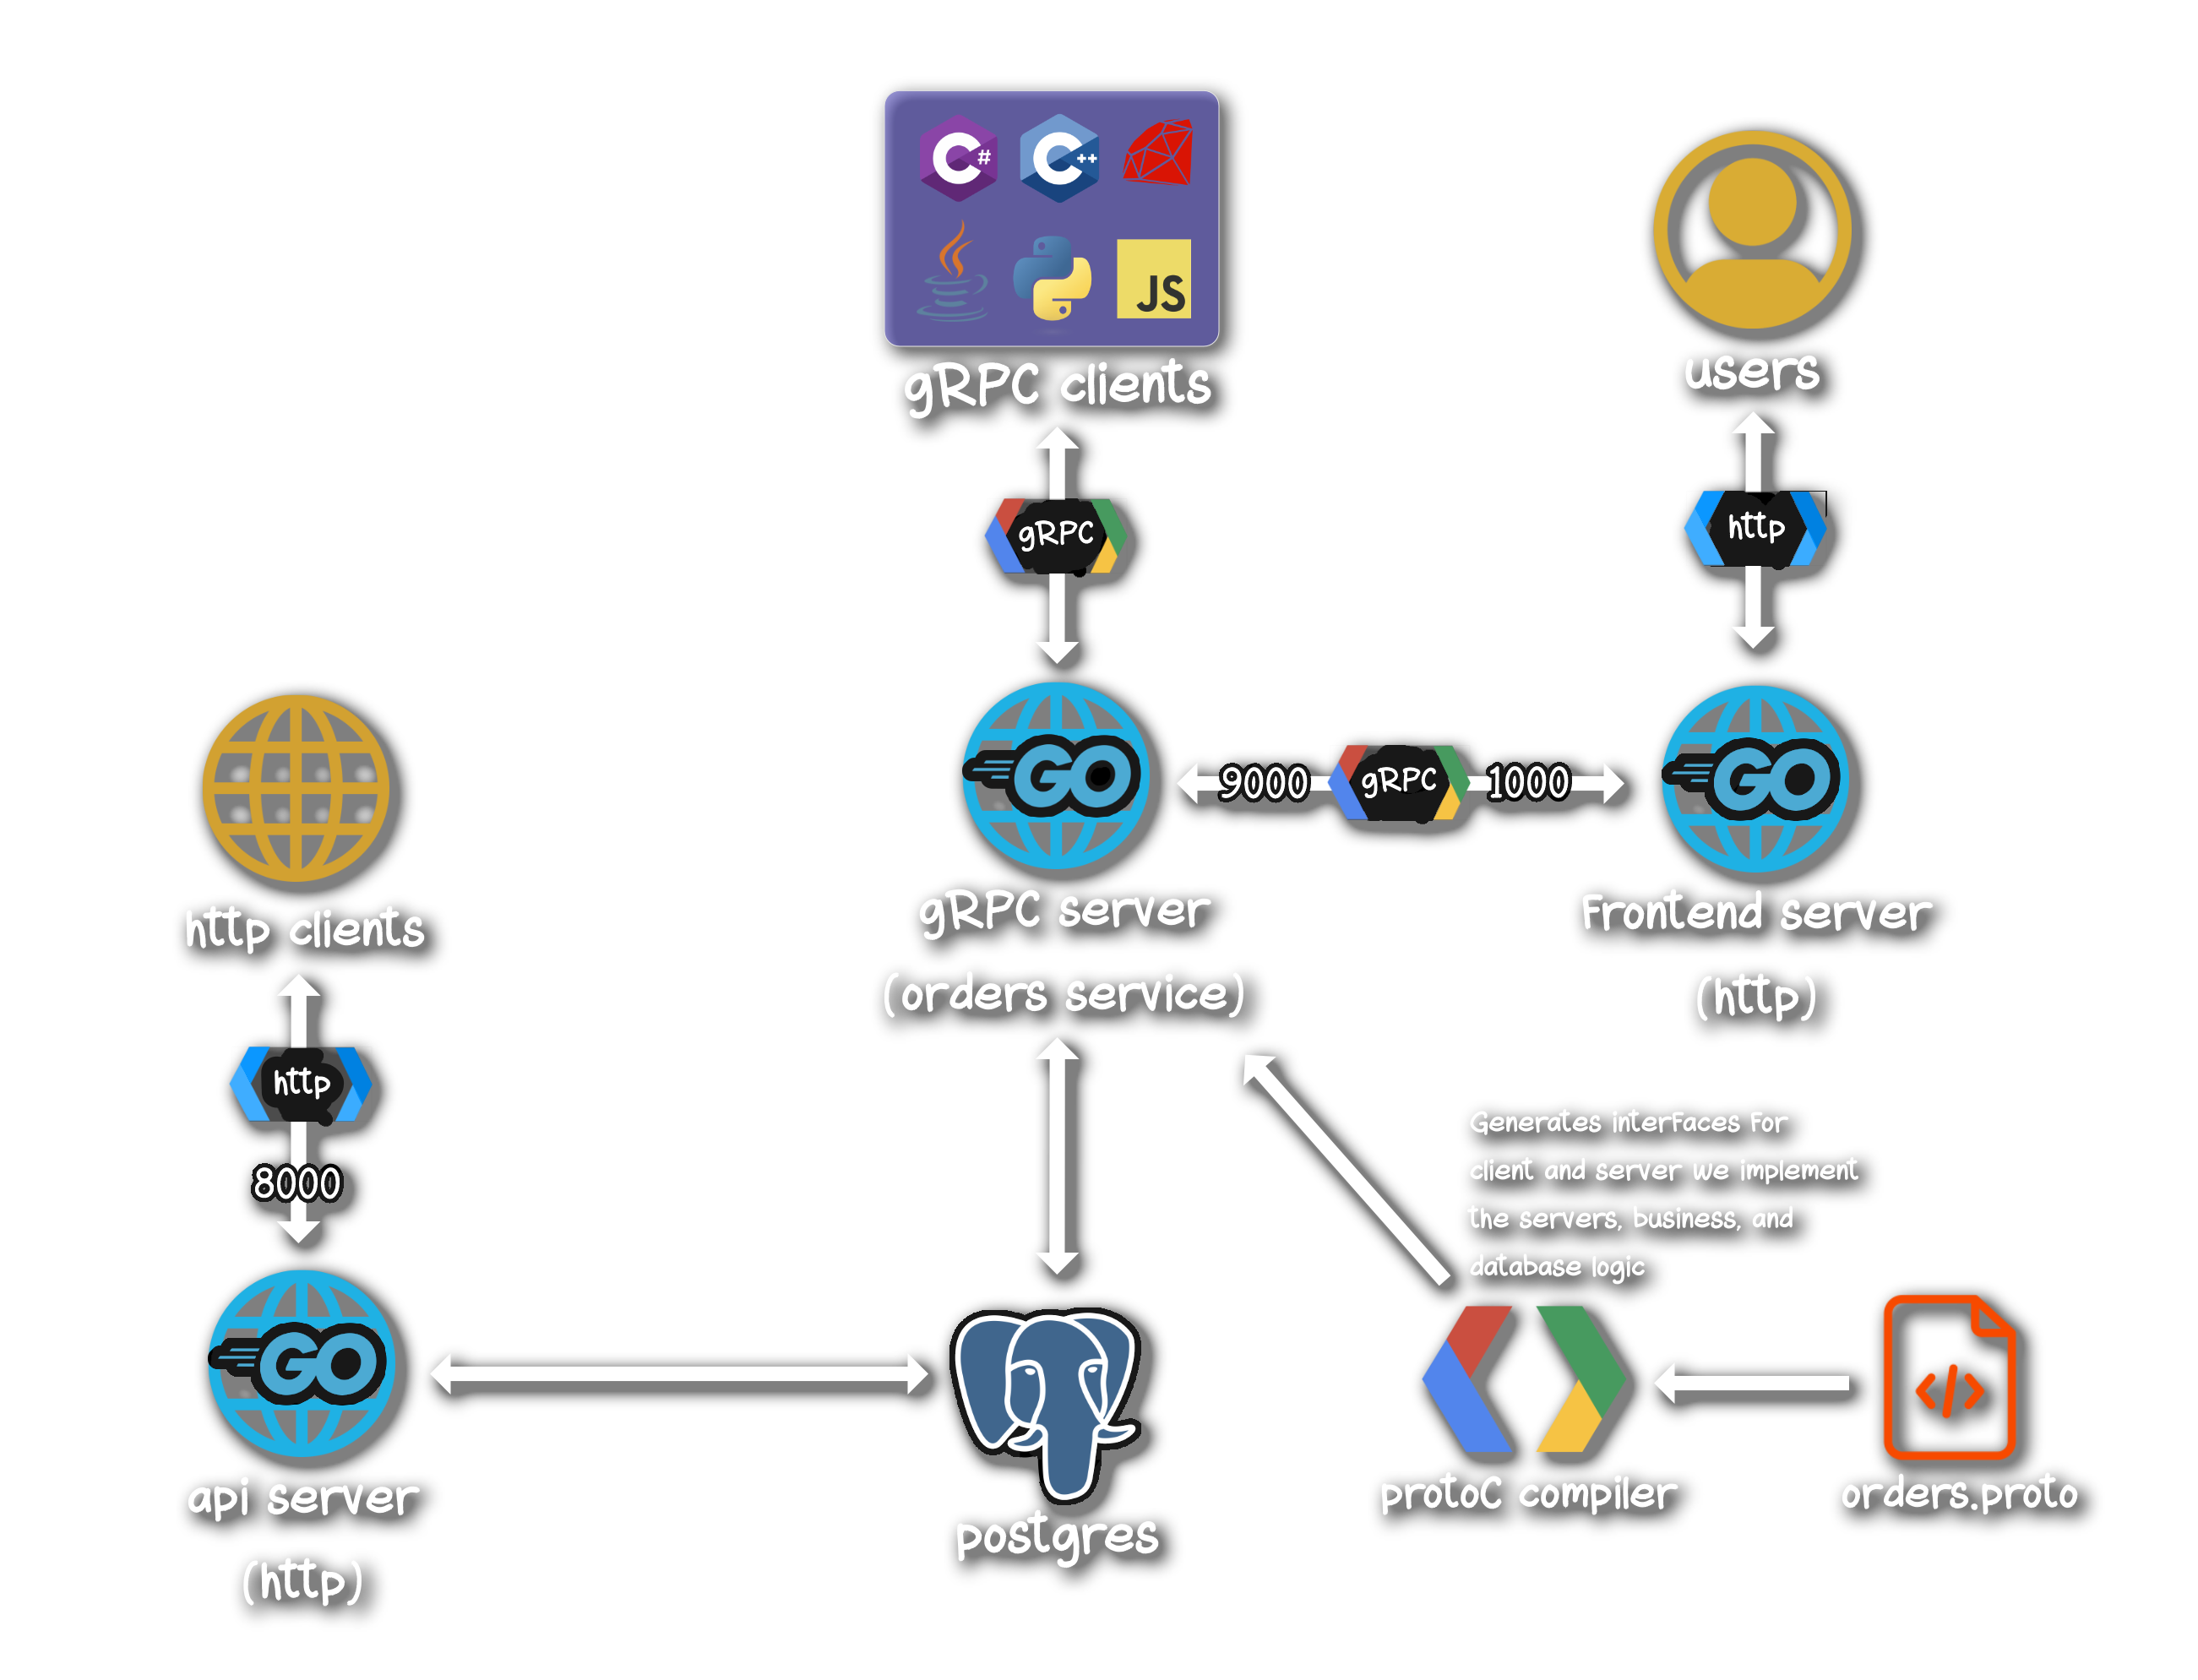 C#
C++
JS
gRPC clients
users
gRPC
http
GO
9000
gRPC
1000
GO
gRPC server
(orders service)
Frontend server
(http)
http clients
http
8000
GO
api server
(http)
postgres
Generates interfaces for
client and server we implement
the servers, business, and
database logic
protoC compiler
</>
orders.proto